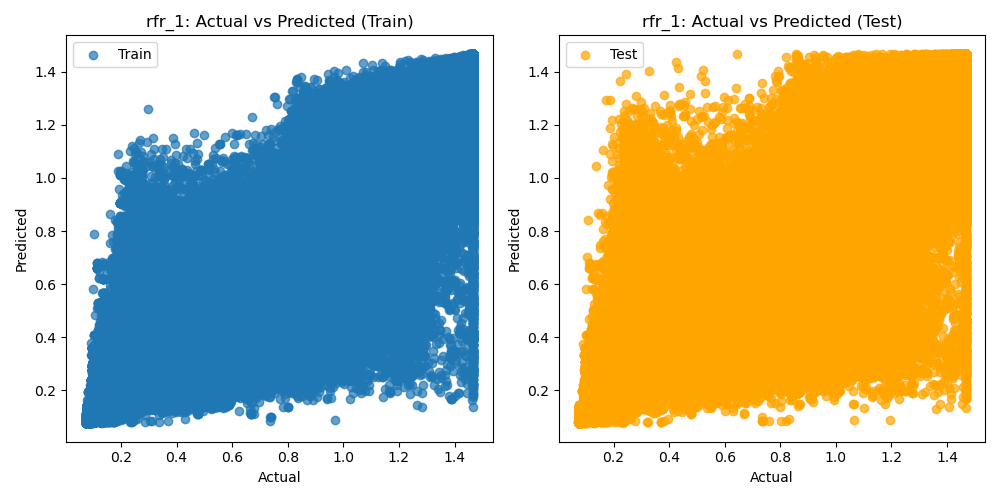 rfr_1: Actual vs Predicted (Train)
Train
Predicted
1.4
1.2
1.0
0.8
0.6
0.4
0.2
0.2 0.4 0.6 0.8 1.0 1.2 1.4
Actual
rfr_1: Actual vs Predicted (Test)
Test
Predicted
1.4
1.2
1.0
0.8
0.6
0.4
0.2
0.2 0.4 0.6 0.8 1.0 1.2 1.4
Actual